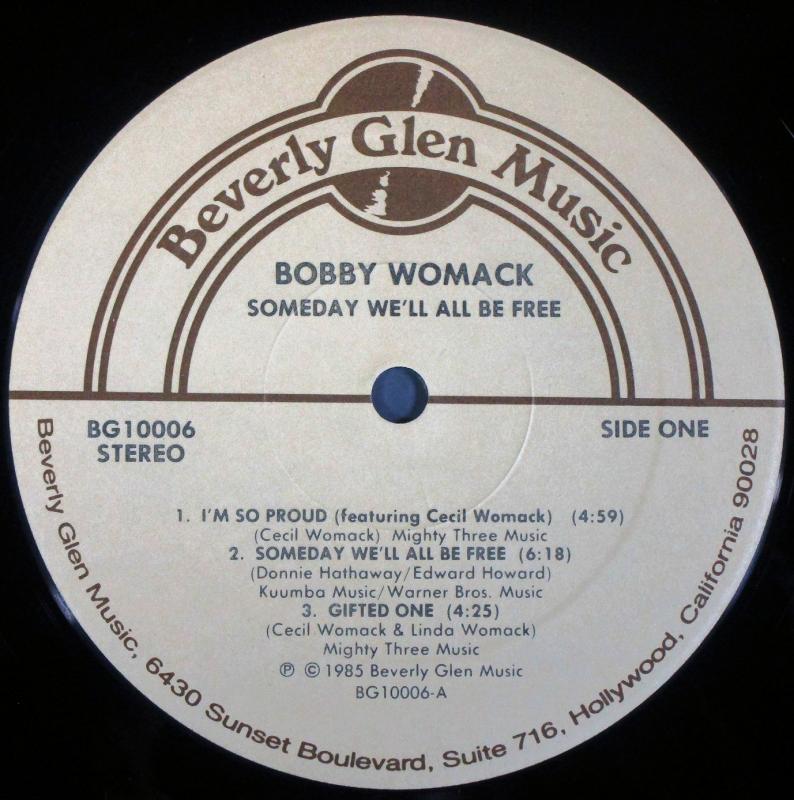 Beverly Glen Music
BOBBY WOMACK
SOMEDAY WE'LL ALL BE FREE
BG10006
STEREO
SIDE ONE
1. I'M SO PROUD (featuring Cecil Womack) (4:59)
(Cecil Womack) Mighty Three Music
2. SOMEDAY WE'LL ALL BE FREE (6:18)
(Donnie Hathaway/Edward Howard)
Kuumba Music/Warner Bros. Music
3. GIFTED ONE (4:25)
(Cecil Womack & Linda Womack)
Mighty Three Music
℗ © 1985 Beverly Glen Music
BG10006-A
Beverly Glen Music, 6430 Sunset Boulevard, Suite 716, Hollywood, California 90028